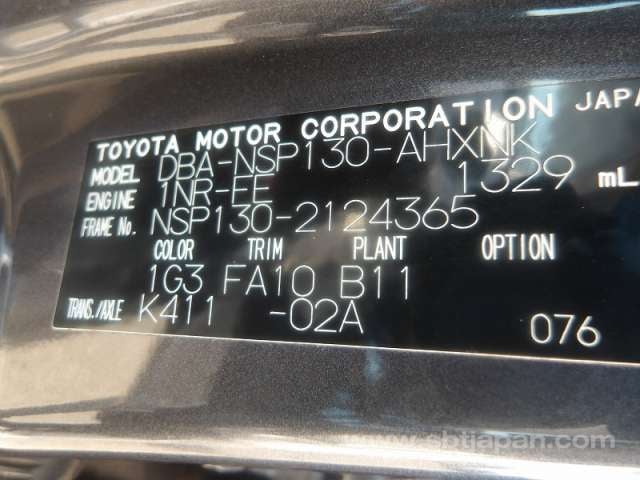 TOYOTA MOTOR CORPORATION JAPA
MODEL DBA-NSP130-AHXNK
ENGINE 1NR-FE 1329 mL
FRAME No. NSP130-2124365
COLOR TRIM PLANT OPTION
1G3 FA10 B11
TRANS./AXLE K411 -02A 076
www.sbtjapan.com